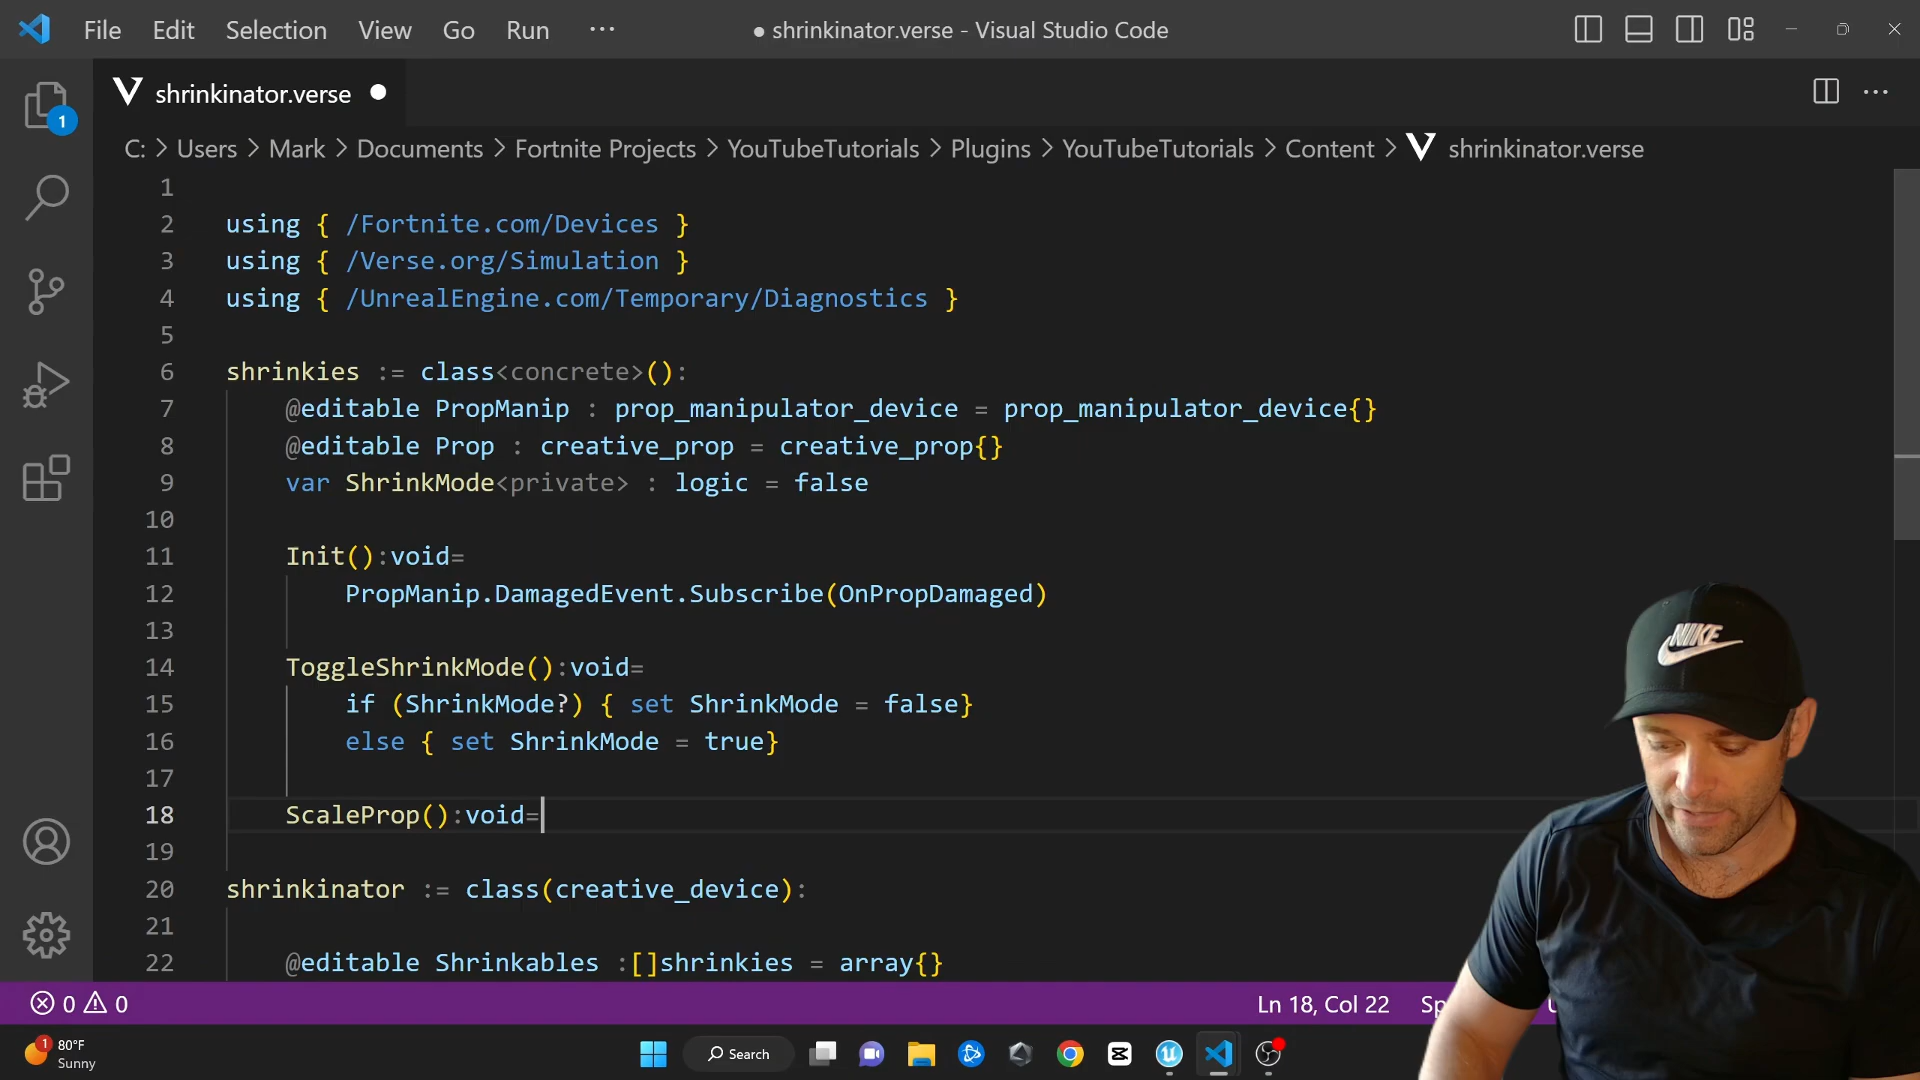 File Edit Selection View Go Run ···
● shrinkinator.verse - Visual Studio Code
shrinkinator.verse ●
1
C: > Users > Mark > Documents > Fortnite Projects > YouTubeTutorials > Plugins > YouTubeTutorials > Content > shrinkinator.verse
1
2 using { /Fortnite.com/Devices }
3 using { /Verse.org/Simulation }
4 using { /UnrealEngine.com/Temporary/Diagnostics }
5
6 shrinkies := class<concrete>():
7 @editable PropManip : prop_manipulator_device = prop_manipulator_device{}
8 @editable Prop : creative_prop = creative_prop{}
9 var ShrinkMode<private> : logic = false
10
11 Init():void=
12 PropManip.DamagedEvent.Subscribe(OnPropDamaged)
13
14 ToggleShrinkMode():void=
15 if (ShrinkMode?) { set ShrinkMode = false}
16 else { set ShrinkMode = true}
17
18 ScaleProp():void=
19
20 shrinkinator := class(creative_device):
21
22 @editable Shrinkables :[]shrinkies = array{}
NIKE
0 0
Ln 18, Col 22
1
80°F
Sunny
Search